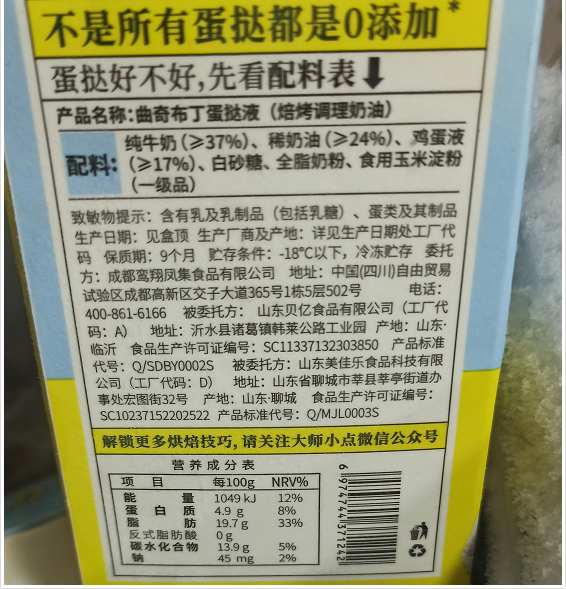 不是所有蛋挞都是0添加*
蛋挞好不好,先看配料表
产品名称:曲奇布丁蛋挞液（焙烤调理奶油）
配料:
纯牛奶（≥37%）、稀奶油（≥24%）、鸡蛋液
（≥17%）、白砂糖、全脂奶粉、食用玉米淀粉
（一级品）
致敏物提示：含有乳及乳制品（包括乳糖）、蛋类及其制品
生产日期：见盒顶 生产厂商及产地：详见生产日期处工厂代
码 保质期：9个月 贮存条件：-18℃以下，冷冻贮存 委托
方：成都鸾翔凤集食品有限公司 地址：中国(四川)自由贸易
试验区成都高新区交子大道365号1栋5层502号 电话：
400-861-6166 被委托方： 山东贝亿食品有限公司（工厂代
码：A） 地址：沂水县诸葛镇韩莱公路工业园 产地：山东·
临沂 食品生产许可证编号：SC11337132303850 产品标准
代号：Q/SDBY0002S 被委托方：山东美佳乐食品科技有限
公司（工厂代码：D） 地址：山东省聊城市莘县莘亭街道办
事处宏图街32号 产地：山东·聊城 食品生产许可证编号：
SC10237152202522 产品标准代号：Q/MJL0003S
解锁更多烘焙技巧, 请关注大师小点微信公众号
营养成分表
项 目 每100g NRV%
能 量 1049 kJ 12%
蛋 白 质 4.9 g 8%
脂 肪 19.7 g 33%
反式脂肪酸 0 g
碳水化合物 13.9 g 5%
钠 45 mg 2%
6974744371242